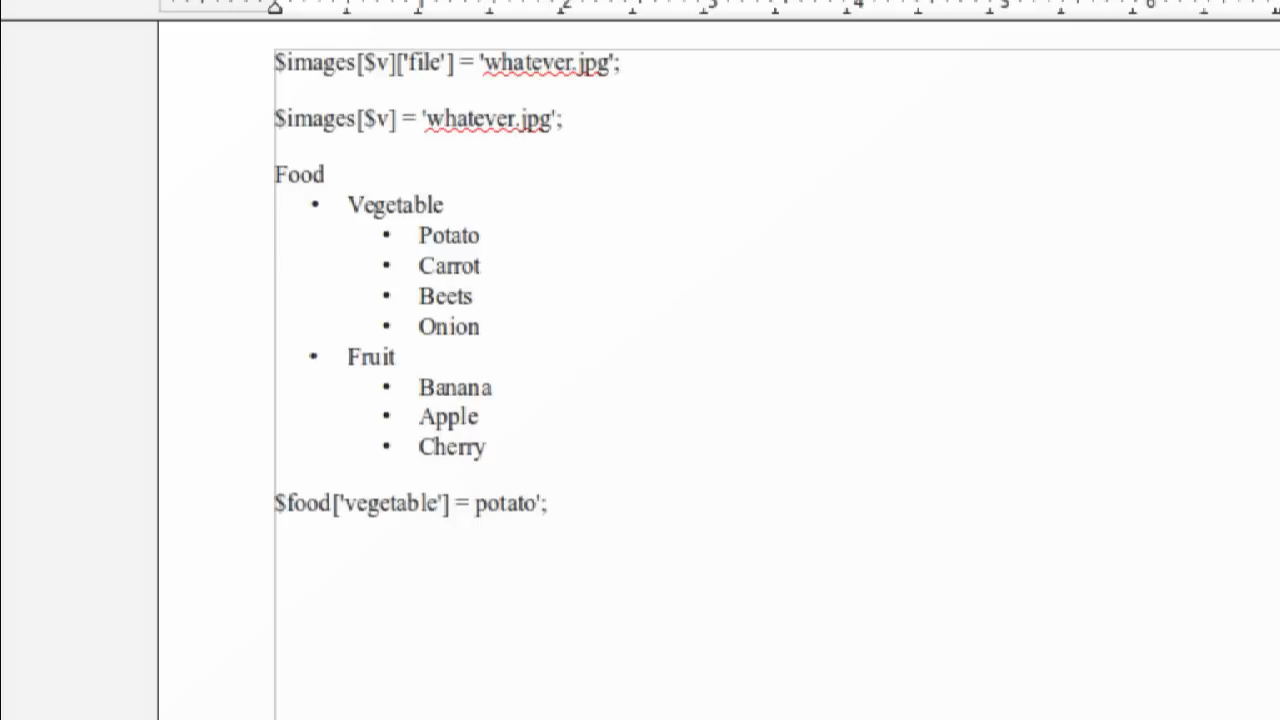 $images[$v]['file'] = 'whatever.jpg';
$images[$v] = 'whatever.jpg';
Food
• Vegetable
• Potato
• Carrot
• Beets
• Onion
• Fruit
• Banana
• Apple
• Cherry
$food['vegetable'] = potato';